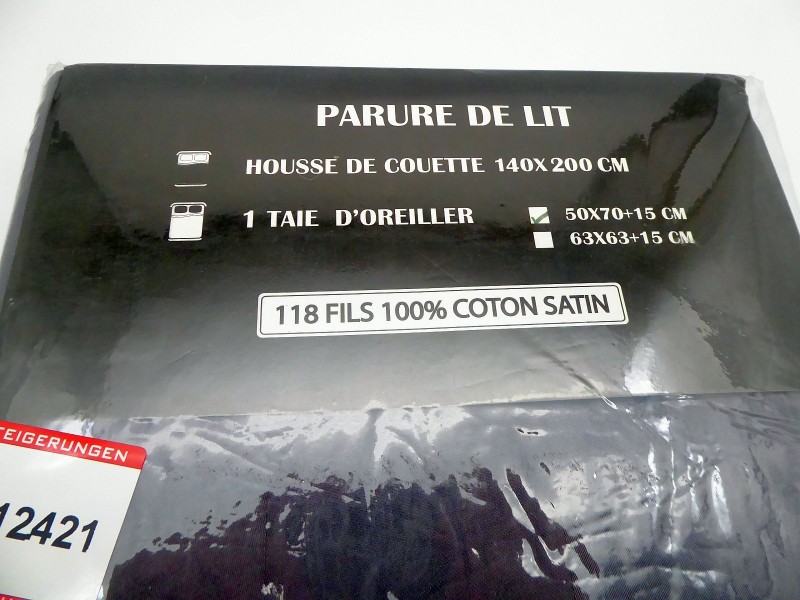 PARURE DE LIT
HOUSSE DE COUETTE 140X200 CM
1 TAIE D'OREILLER
50X70+15 CM
63X63+15 CM
118 FILS 100% COTON SATIN
TEIGERUNGEN
12421